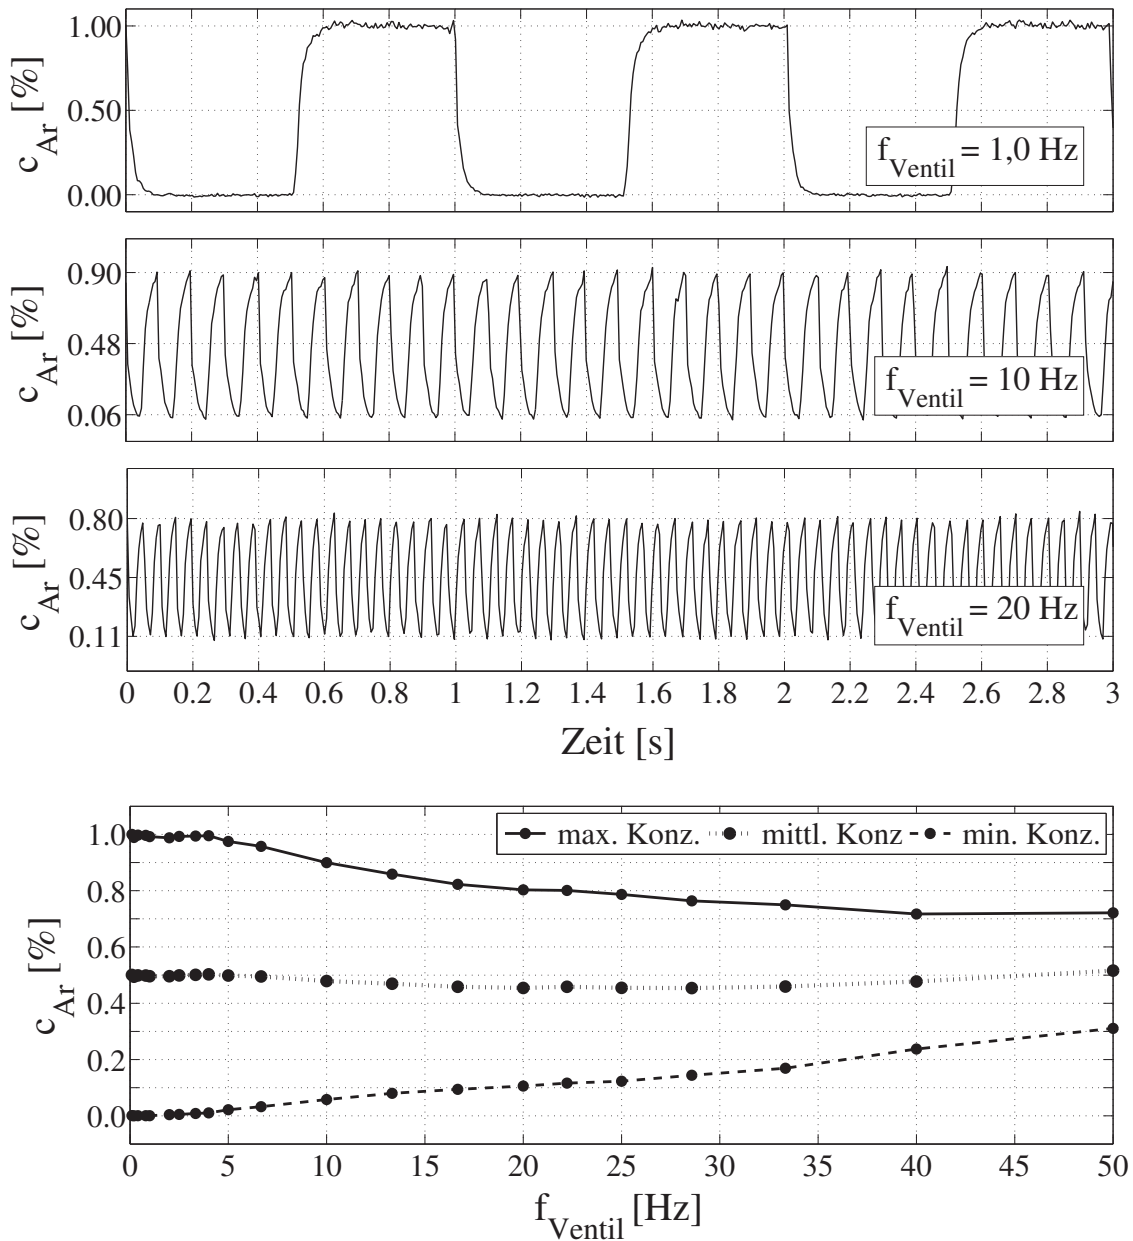 1.00
0.50
0.00
c_Ar [%]
f_Ventil = 1,0 Hz
0.90
0.48
0.06
c_Ar [%]
f_Ventil = 10 Hz
0.80
0.45
0.11
c_Ar [%]
f_Ventil = 20 Hz
0 0.2 0.4 0.6 0.8 1 1.2 1.4 1.6 1.8 2 2.2 2.4 2.6 2.8 3
Zeit [s]
max. Konz. mittl. Konz min. Konz.
1.0
0.8
0.6
0.4
0.2
0.0
c_Ar [%]
0 5 10 15 20 25 30 35 40 45 50
f_Ventil [Hz]